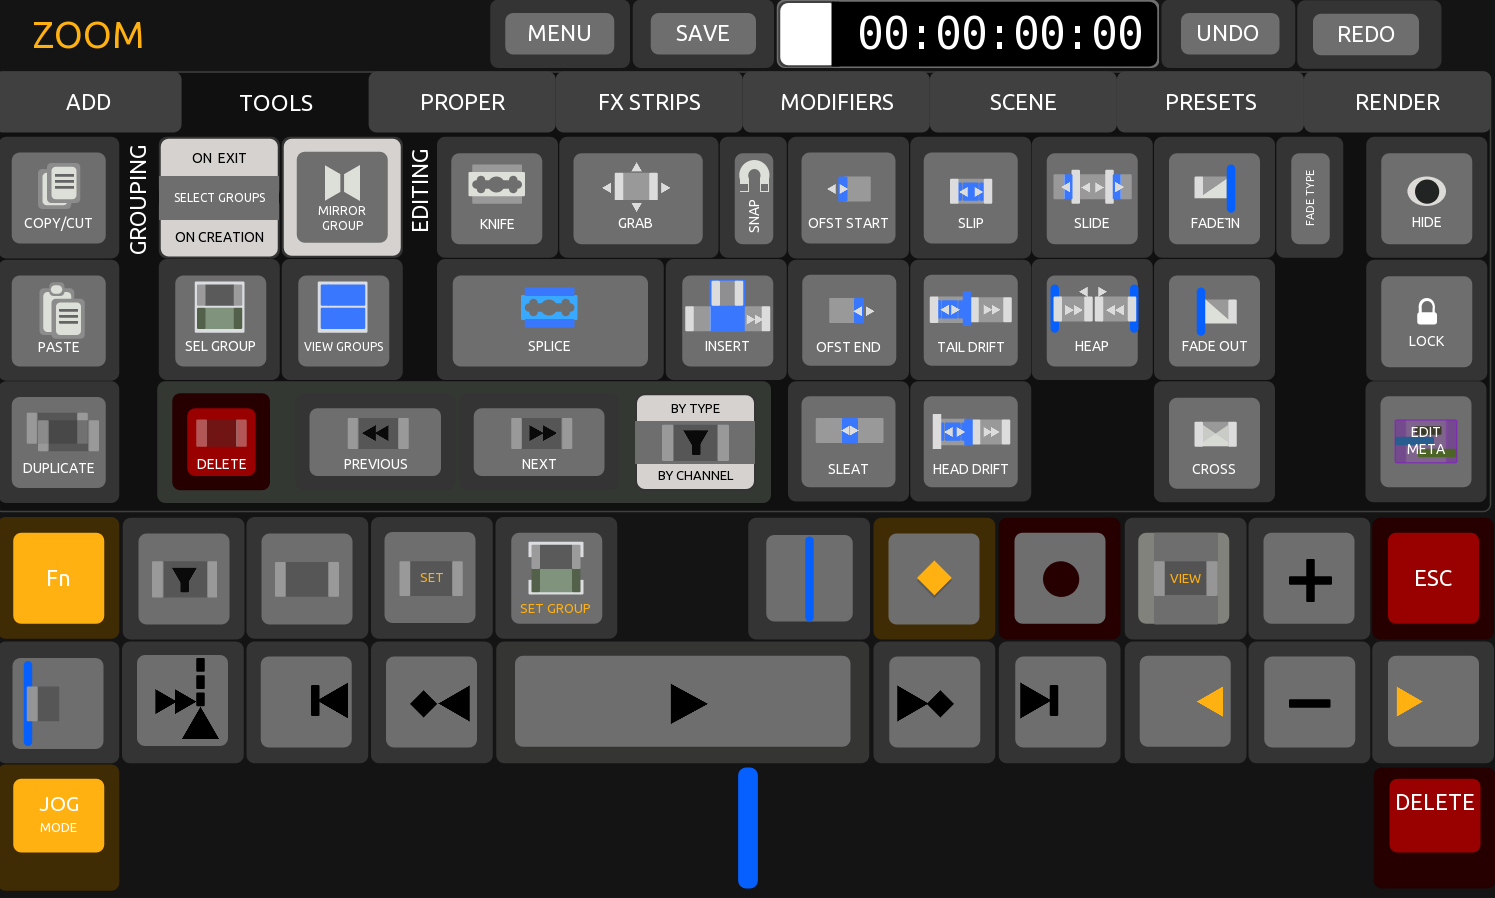 ZOOM
MENU
SAVE
00:00:00:00
UNDO
REDO
ADD
TOOLS
PROPER
FX STRIPS
MODIFIERS
SCENE
PRESETS
RENDER
COPY/CUT
GROUPING
ON EXIT
SELECT GROUPS
ON CREATION
MIRROR
GROUP
EDITING
KNIFE
GRAB
SNAP
OFST START
SLIP
SLIDE
FADE IN
FADE TYPE
HIDE
PASTE
SEL GROUP
VIEW GROUPS
SPLICE
INSERT
OFST END
TAIL DRIFT
HEAP
FADE OUT
LOCK
DUPLICATE
DELETE
PREVIOUS
NEXT
BY TYPE
BY CHANNEL
SLEAT
HEAD DRIFT
CROSS
EDIT
META
Fn
SET
SET GROUP
VIEW
ESC
JOG
MODE
DELETE